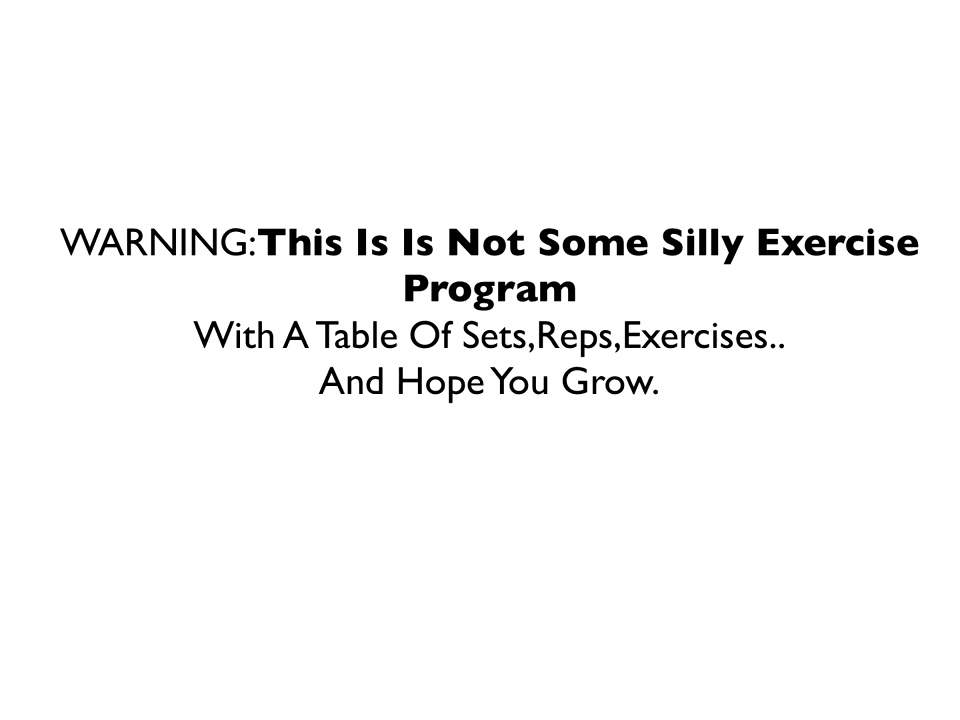 WARNING:This Is Is Not Some Silly Exercise
Program
With A Table Of Sets,Reps,Exercises..
And Hope You Grow.